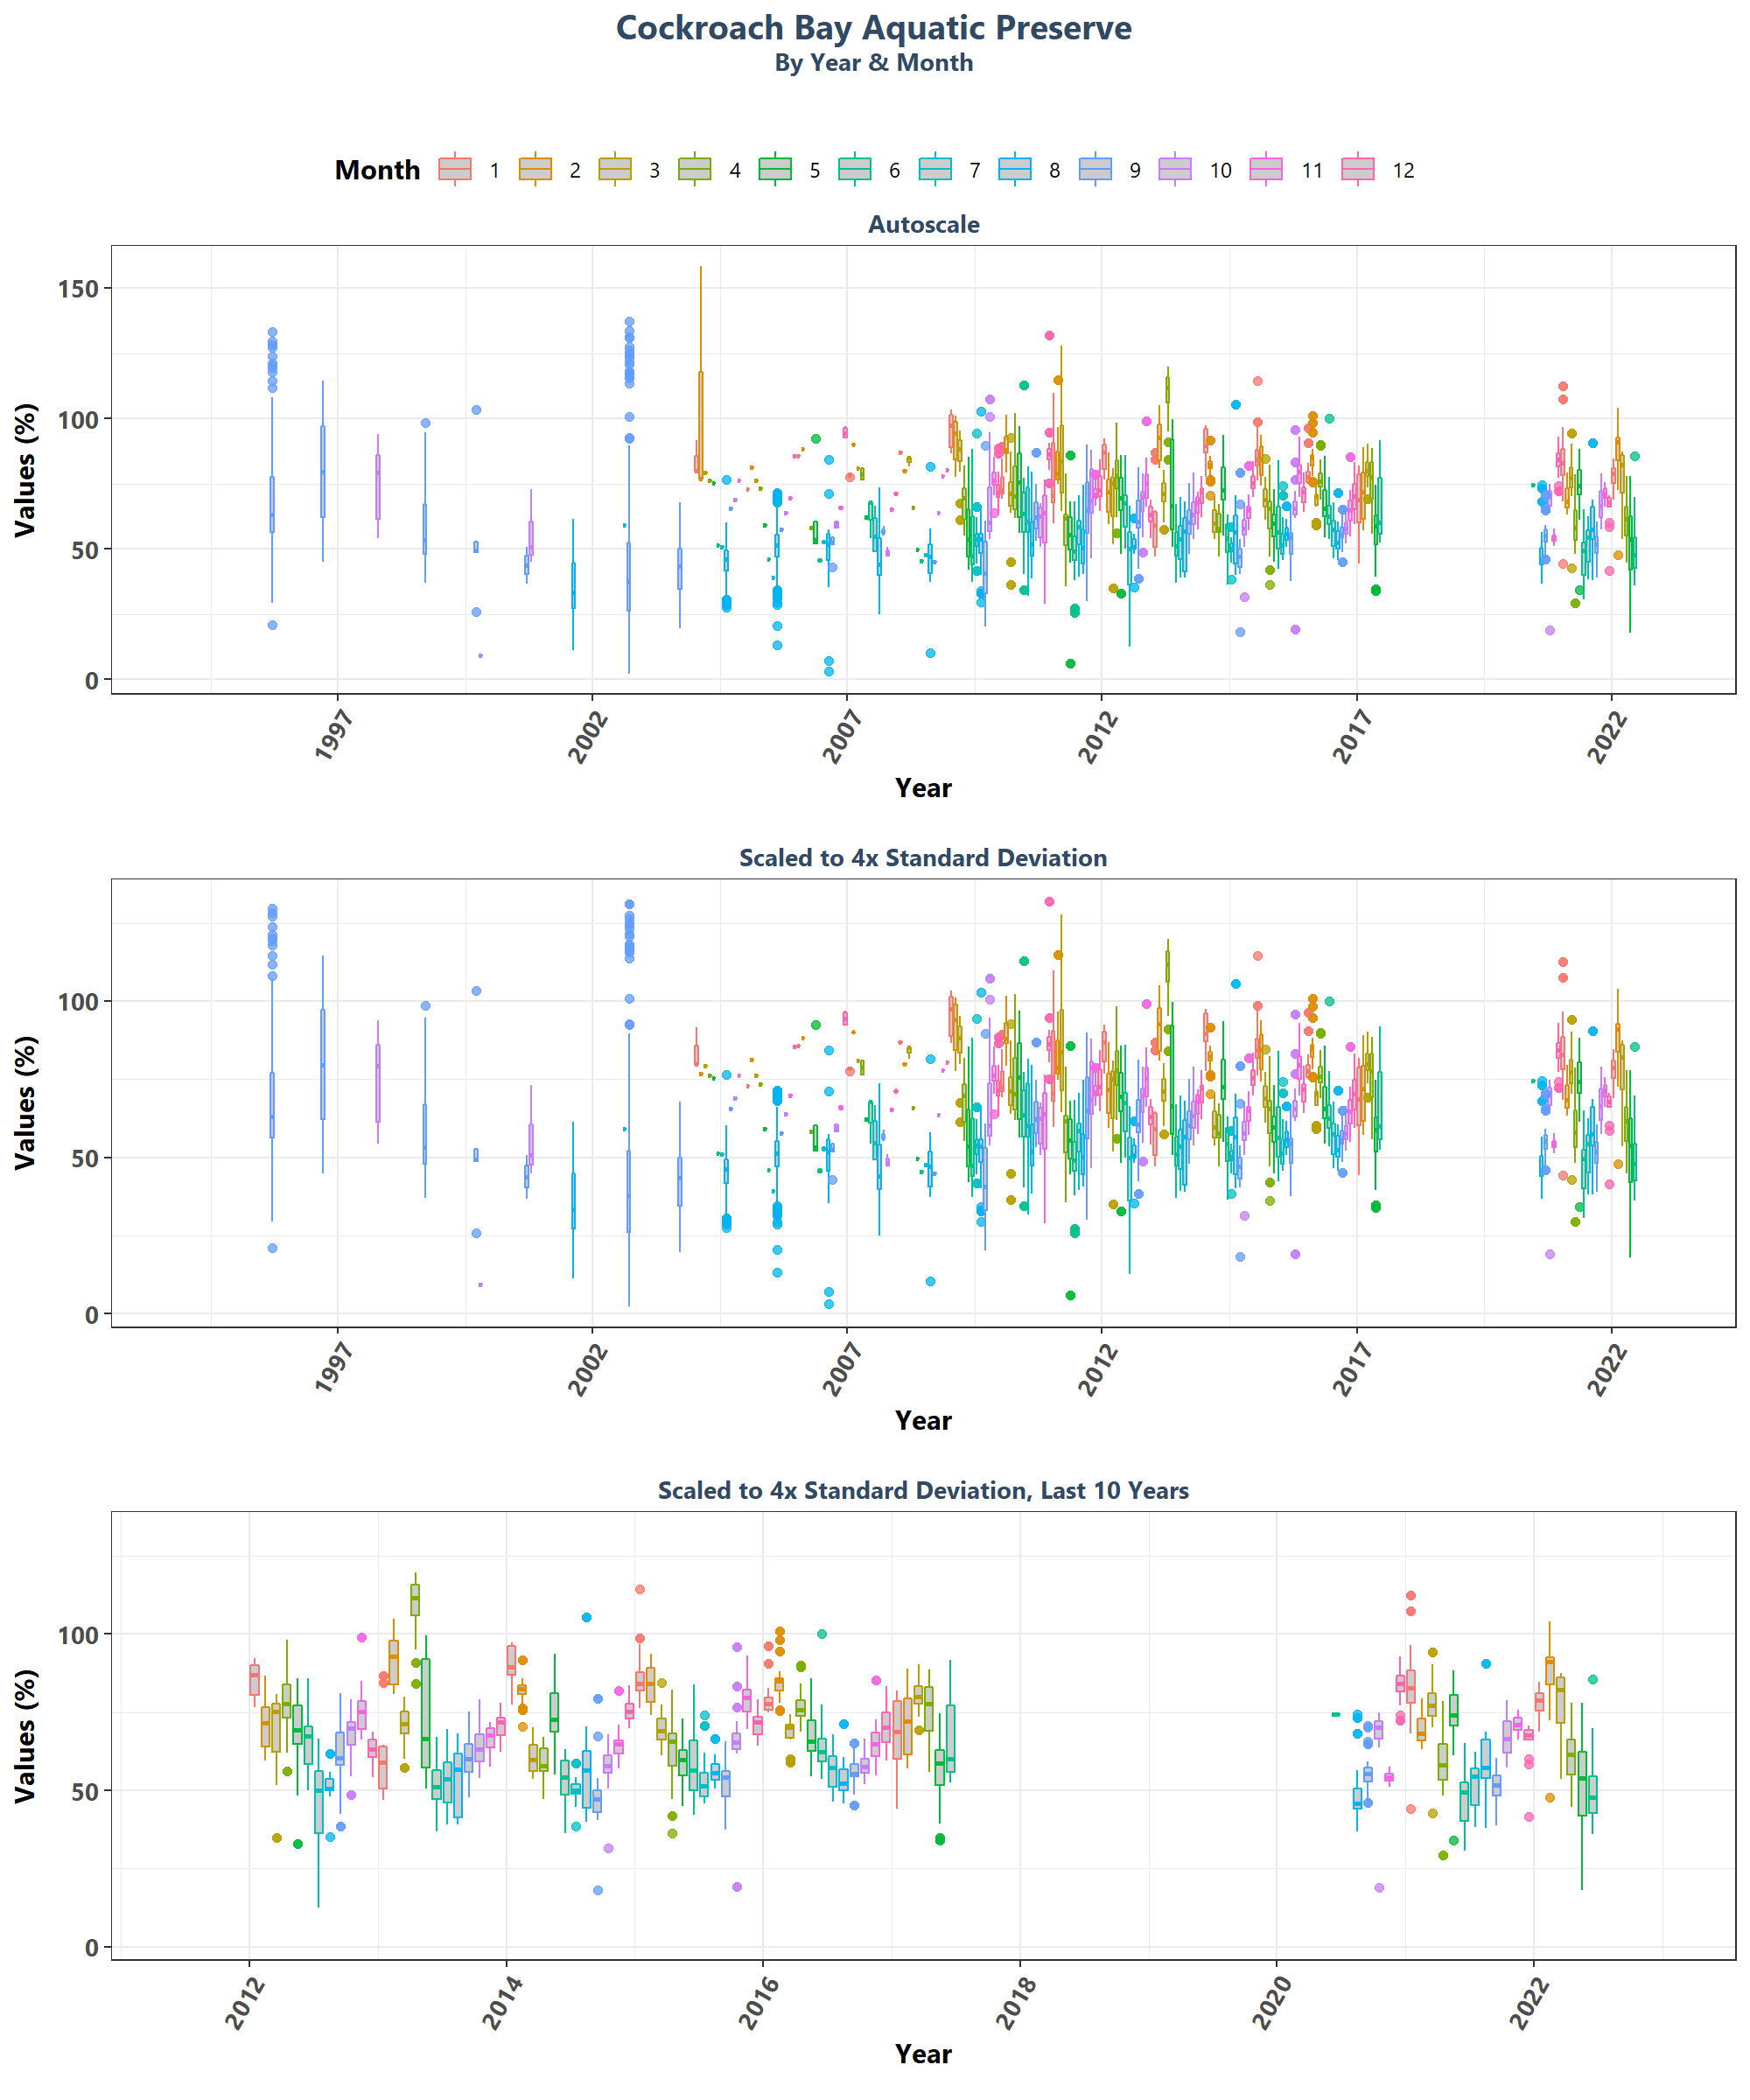 Cockroach Bay Aquatic Preserve
By Year & Month
Month 1 2 3 4 5 6 7 8 9 10 11 12
Autoscale
Values (%)
150
100
50
0
1997 2002 2007 2012 2017 2022
Year
Scaled to 4x Standard Deviation
Values (%)
100
50
0
1997 2002 2007 2012 2017 2022
Year
Scaled to 4x Standard Deviation, Last 10 Years
Values (%)
100
50
0
2012 2014 2016 2018 2020 2022
Year